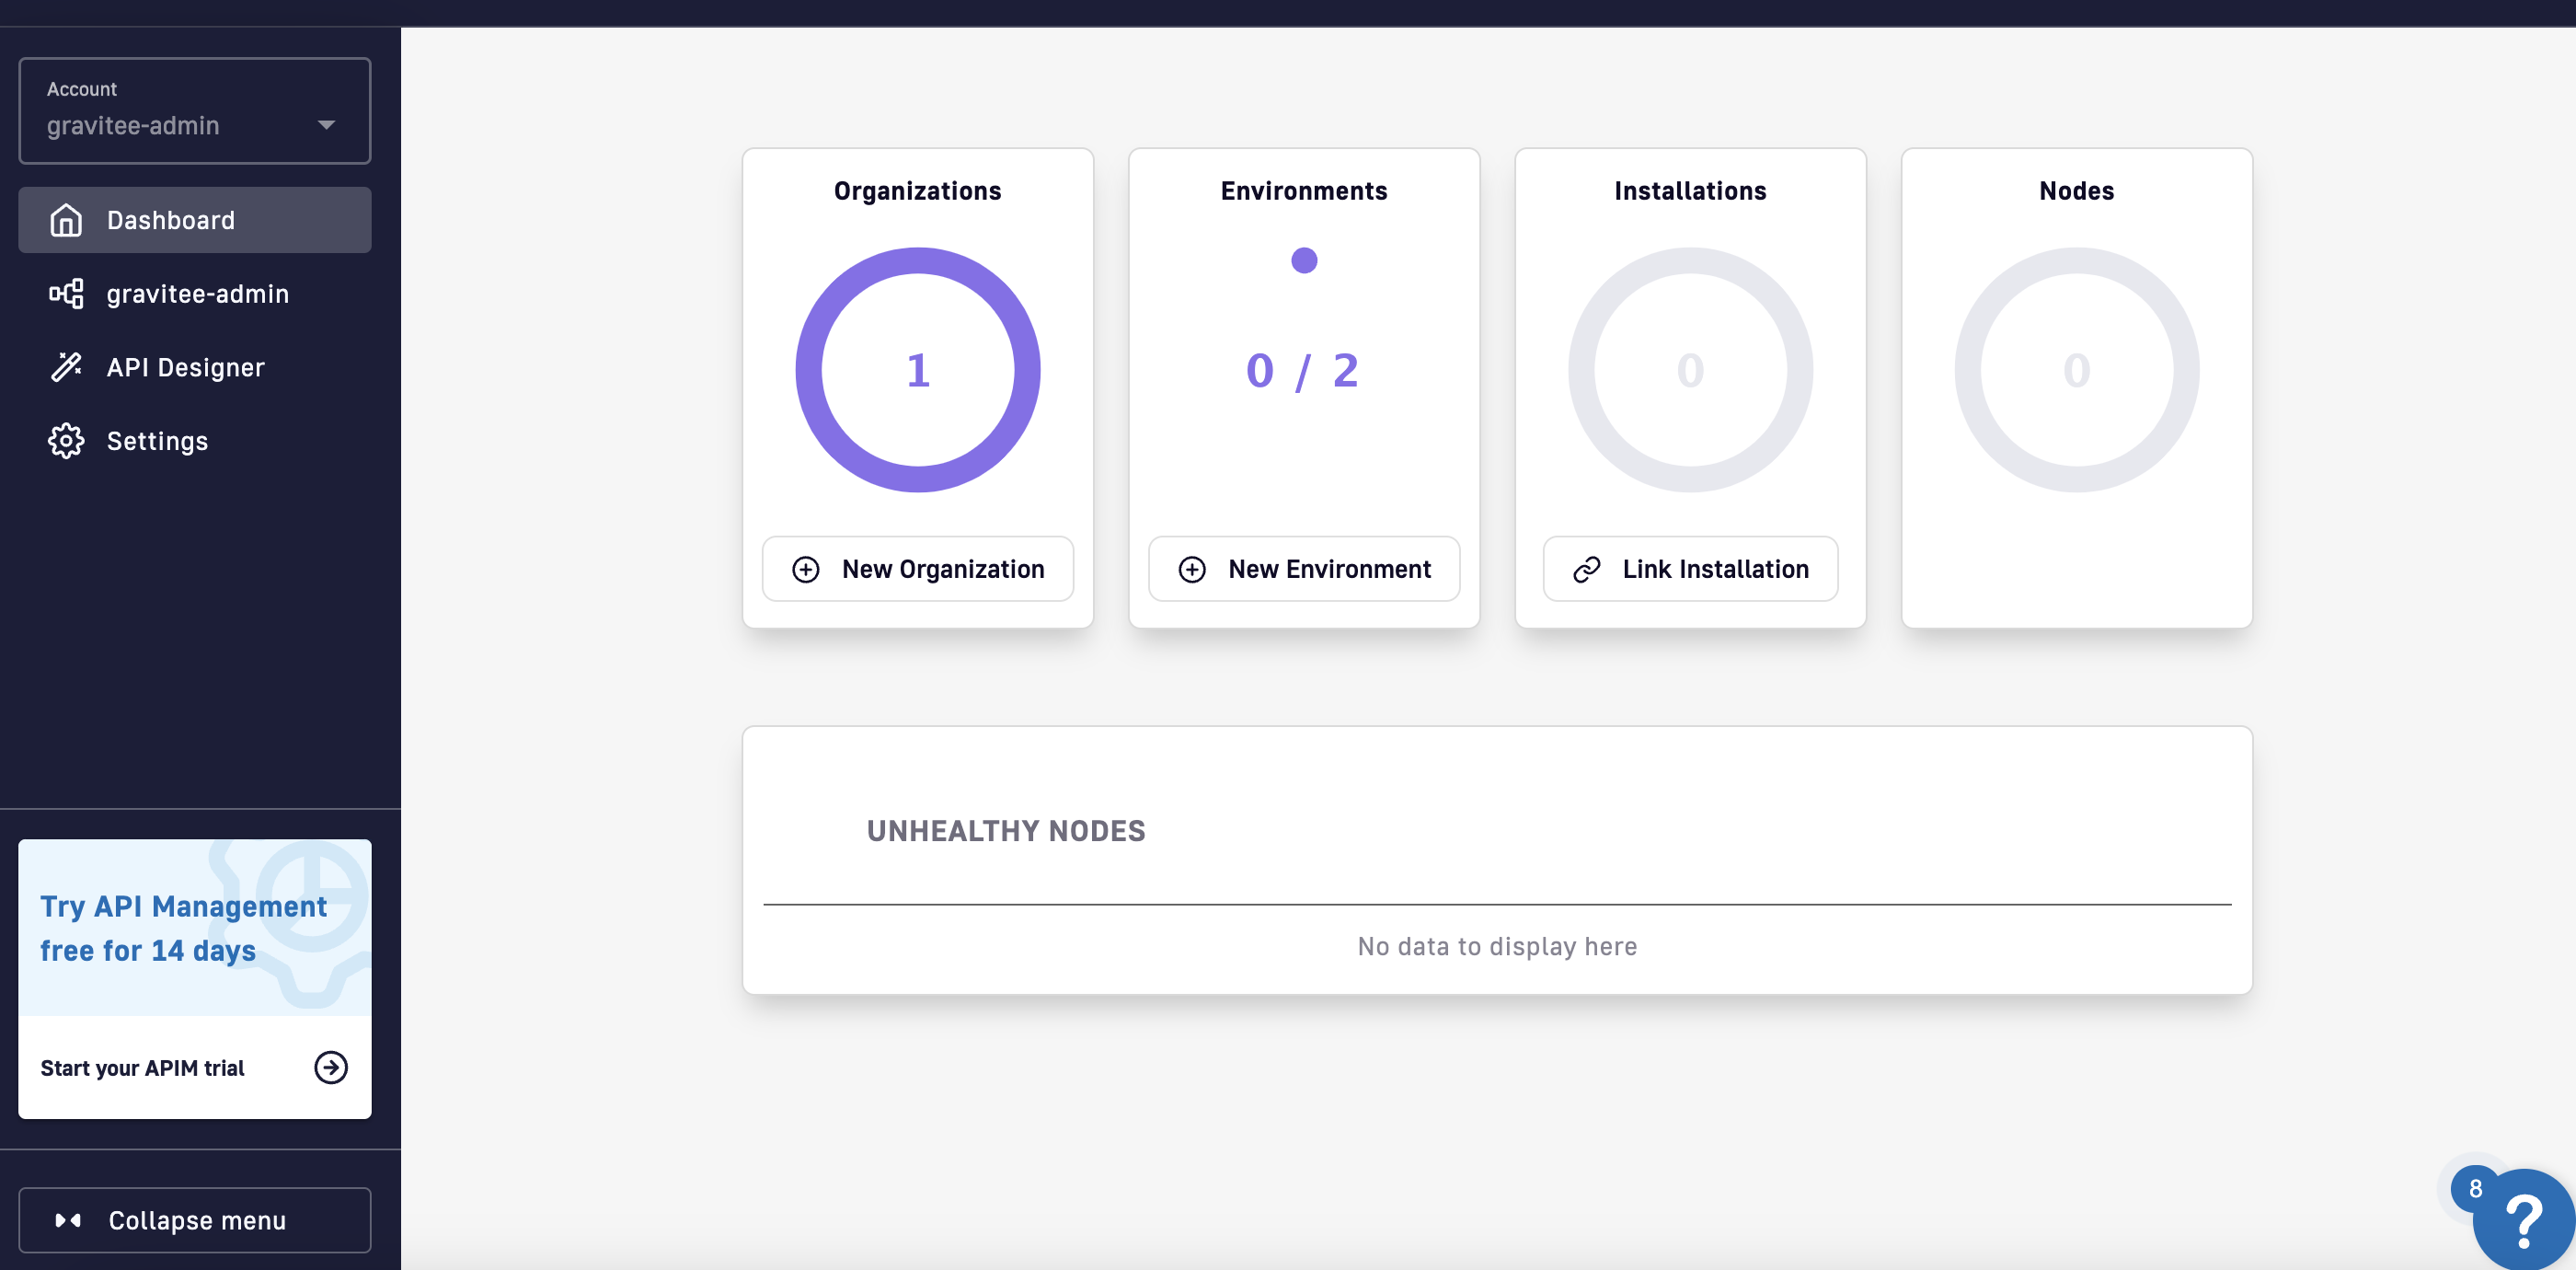 Account
gravitee-admin
Dashboard
gravitee-admin
API Designer
Settings
Try API Management
free for 14 days
Start your APIM trial
Collapse menu
Organizations
1
New Organization
Environments
0 / 2
New Environment
Installations
0
Link Installation
Nodes
0
UNHEALTHY NODES
No data to display here
8
?